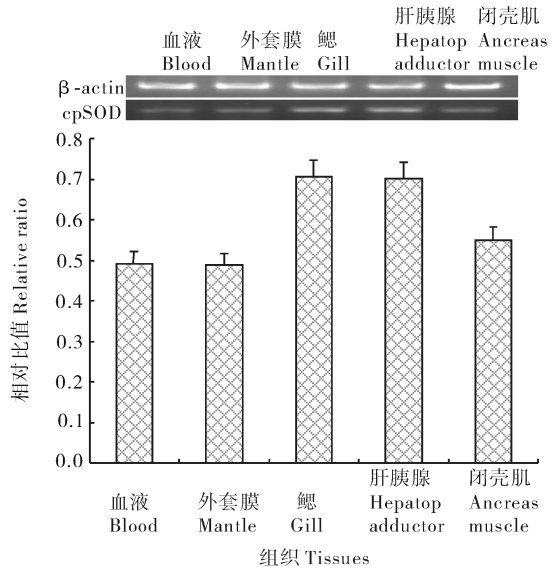 肝胰腺 闭壳肌
血液 外套膜 鳃 Hepatop Ancreas
Blood Mantle Gill adductor muscle
β-actin
cpSOD
0.8
0.7
0.6
0.5
0.4
0.3
0.2
0.1
0.0
相对比值 Relative ratio
血液 外套膜 鳃 肝胰腺 闭壳肌
Blood Mantle Gill Hepatop Ancreas
adductor muscle
组织 Tissues